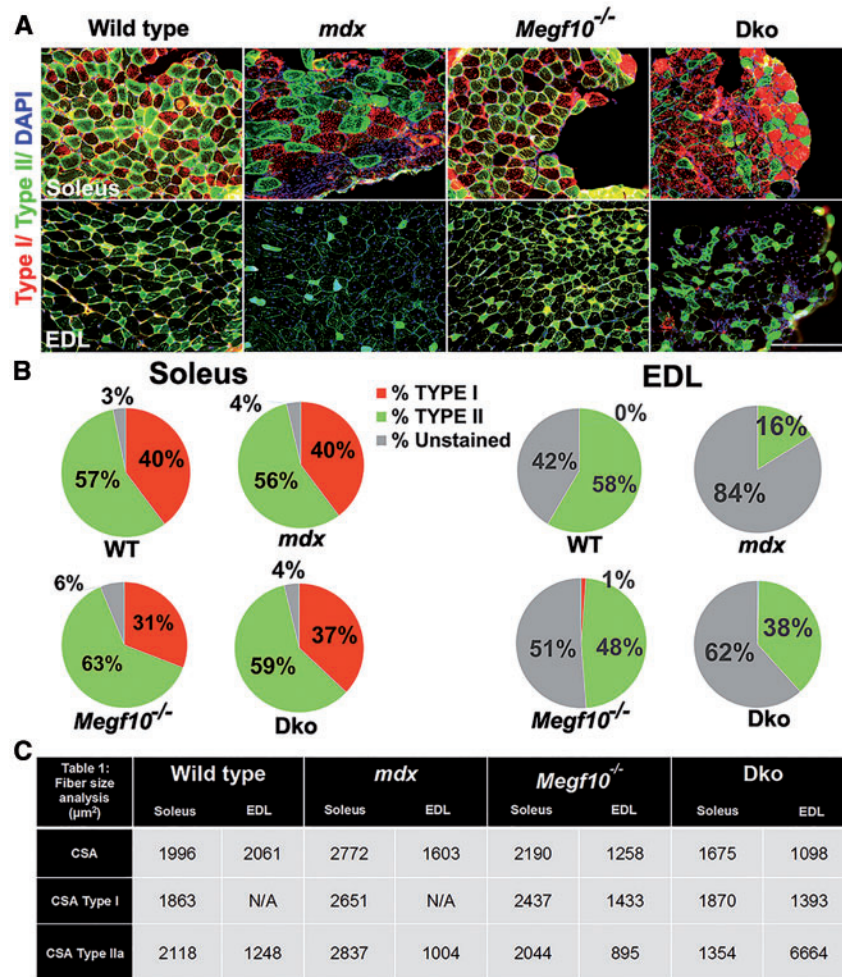 A
Wild type mdx Megf10-/- Dko
Type I/ Type II/ DAPI
Soleus
EDL
B
Soleus EDL
% TYPE I
% TYPE II
% Unstained
3% 40% 57% WT
4% 40% 56% mdx
0% 42% 58% WT
16% 84% mdx
6% 31% 63% Megf10-/-
4% 37% 59% Dko
1% 51% 48% Megf10-/-
38% 62% Dko
C
Table 1: Fiber size analysis (µm²) Wild type mdx Megf10-/- Dko
Soleus EDL Soleus EDL Soleus EDL Soleus EDL
CSA 1996 2061 2772 1603 2190 1258 1675 1098
CSA Type I 1863 N/A 2651 N/A 2437 1433 1870 1393
CSA Type IIa 2118 1248 2837 1004 2044 895 1354 6664